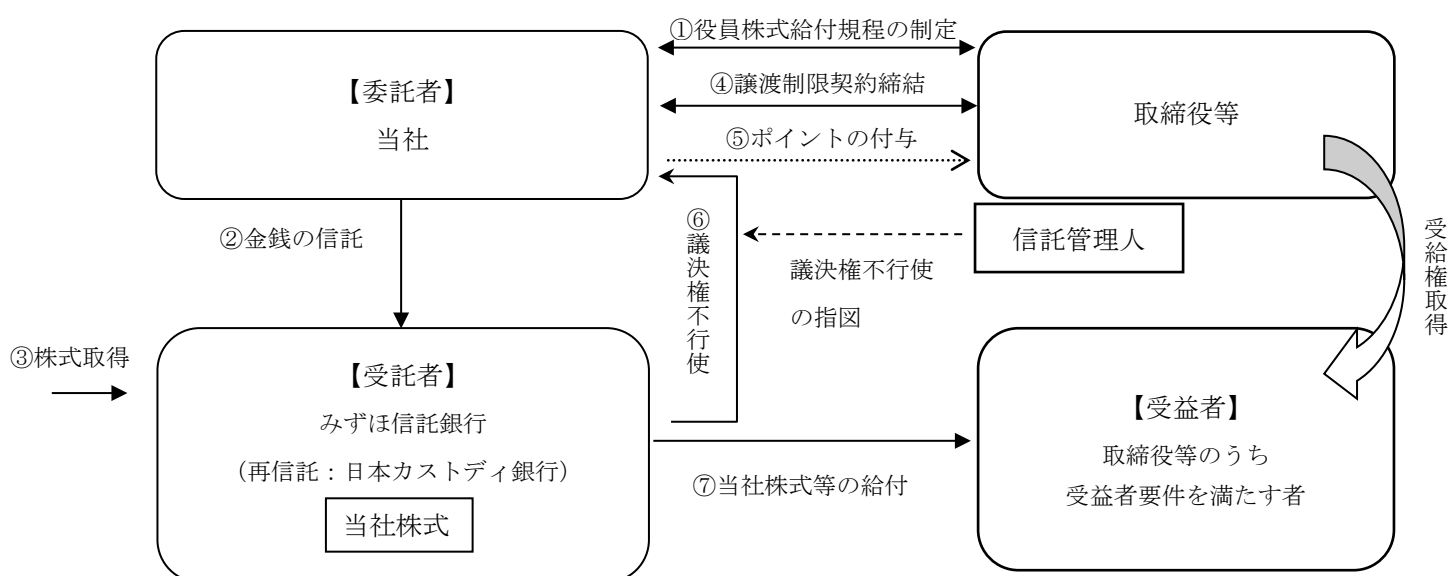 ①役員株式給付規程の制定
【委託者】
当社
④譲渡制限契約締結
取締役等
⑤ポイントの付与
②金銭の信託
⑥議決権不行使
信託管理人
議決権不行使
の指図
受給権取得
③株式取得
【受託者】
みずほ信託銀行
（再信託：日本カストディ銀行）
当社株式
⑦当社株式等の給付
【受益者】
取締役等のうち
受益者要件を満たす者